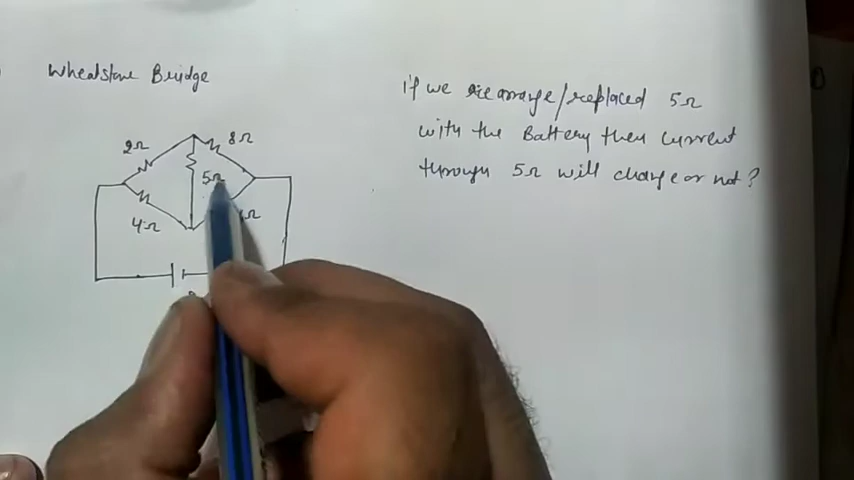 Wheatstone Bridge
if we rearrange/replaced 5Ω
with the Battery then current
through 5Ω will change or not?
2Ω
8Ω
5Ω
4Ω